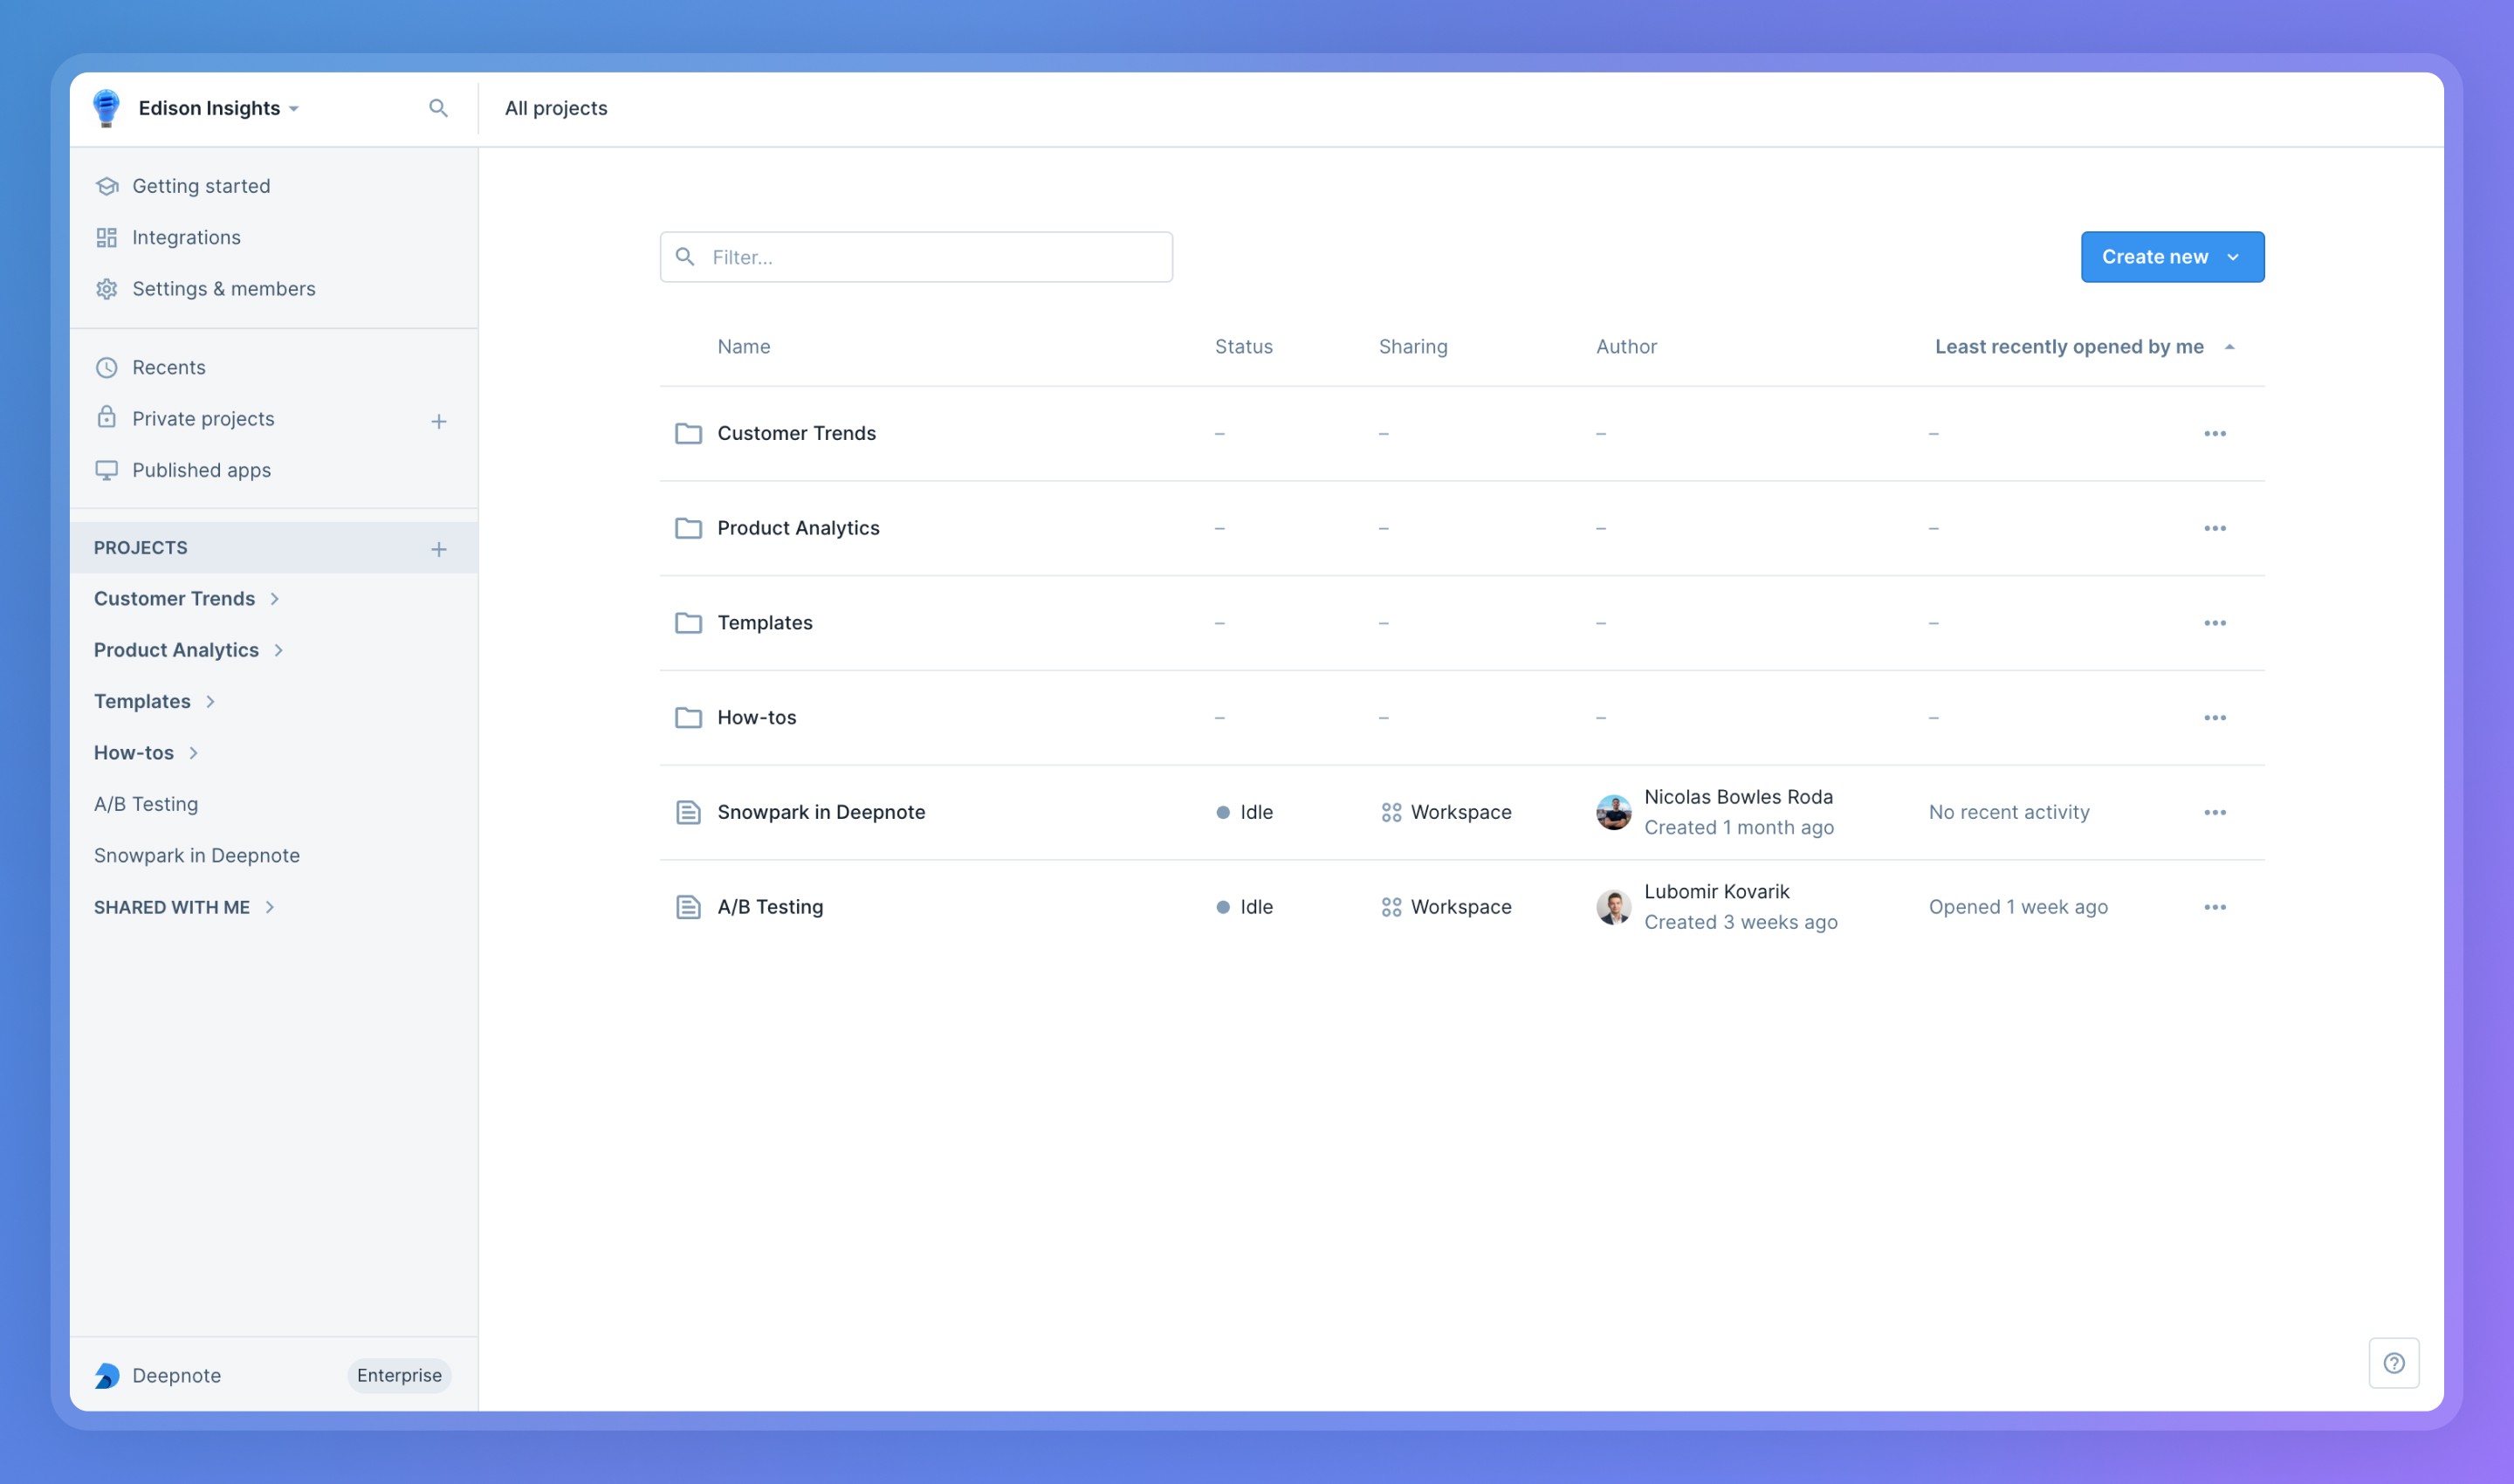 Edison Insights
All projects
Getting started
Integrations
Settings & members
Recents
Private projects
Published apps
PROJECTS
Customer Trends
Product Analytics
Templates
How-tos
A/B Testing
Snowpark in Deepnote
SHARED WITH ME
Deepnote Enterprise
Filter...
Create new
Name Status Sharing Author Least recently opened by me
Customer Trends – – – –
Product Analytics – – – –
Templates – – – –
How-tos – – – –
Snowpark in Deepnote Idle Workspace Nicolas Bowles Roda No recent activity
Created 1 month ago
A/B Testing Idle Workspace Lubomir Kovarik Opened 1 week ago
Created 3 weeks ago